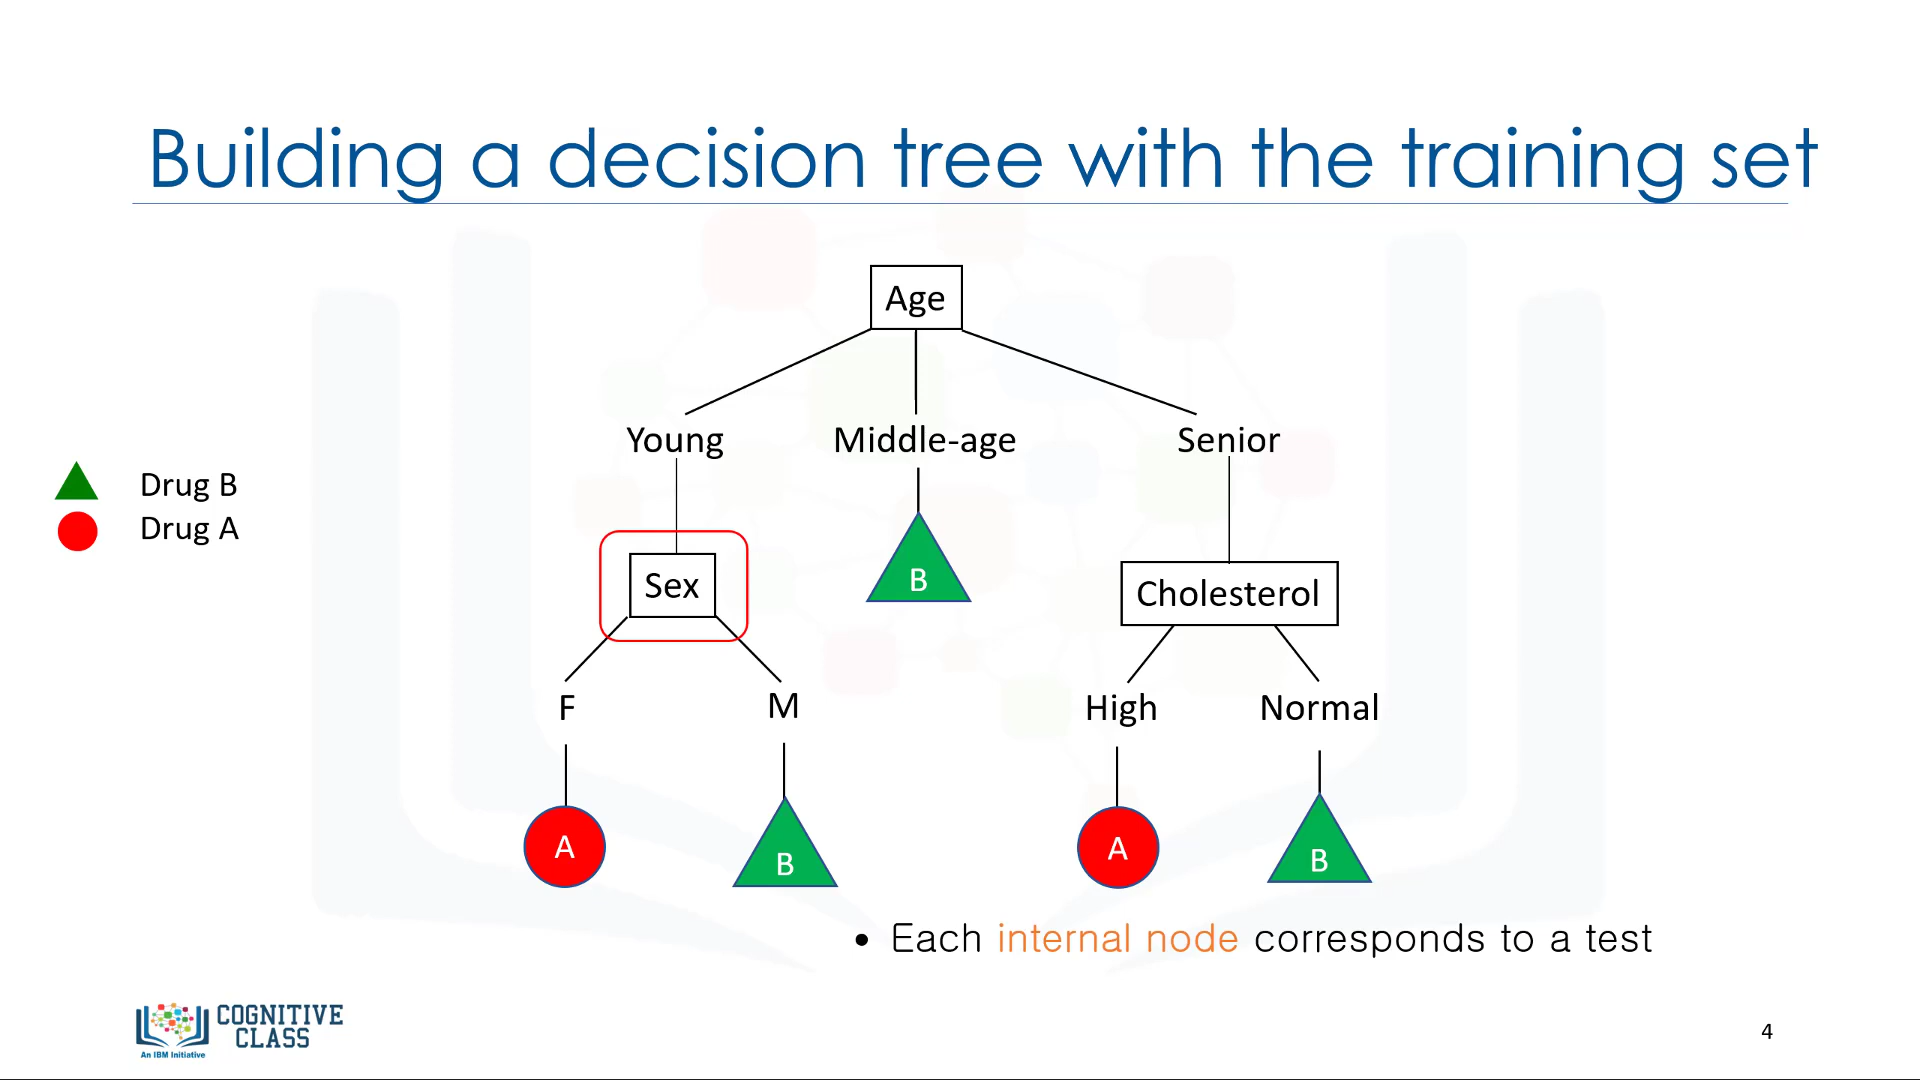 Building a decision tree with the training set
Age
Young Middle-age Senior
Drug B
Drug A
Sex B Cholesterol
F M High Normal
A B A B
• Each internal node corresponds to a test
COGNITIVE
CLASS
An IBM Initiative
4